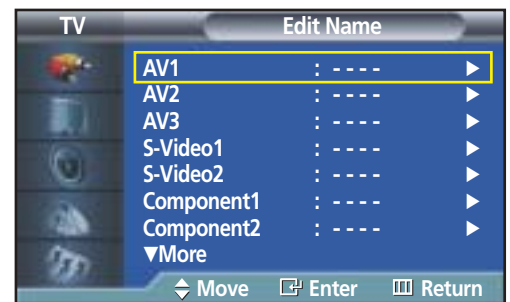 TV Edit Name
AV1 : - - - - ▶
AV2 : - - - - ▶
AV3 : - - - - ▶
S-Video1 : - - - - ▶
S-Video2 : - - - - ▶
Component1 : - - - - ▶
Component2 : - - - - ▶
▼More
Move Enter Return